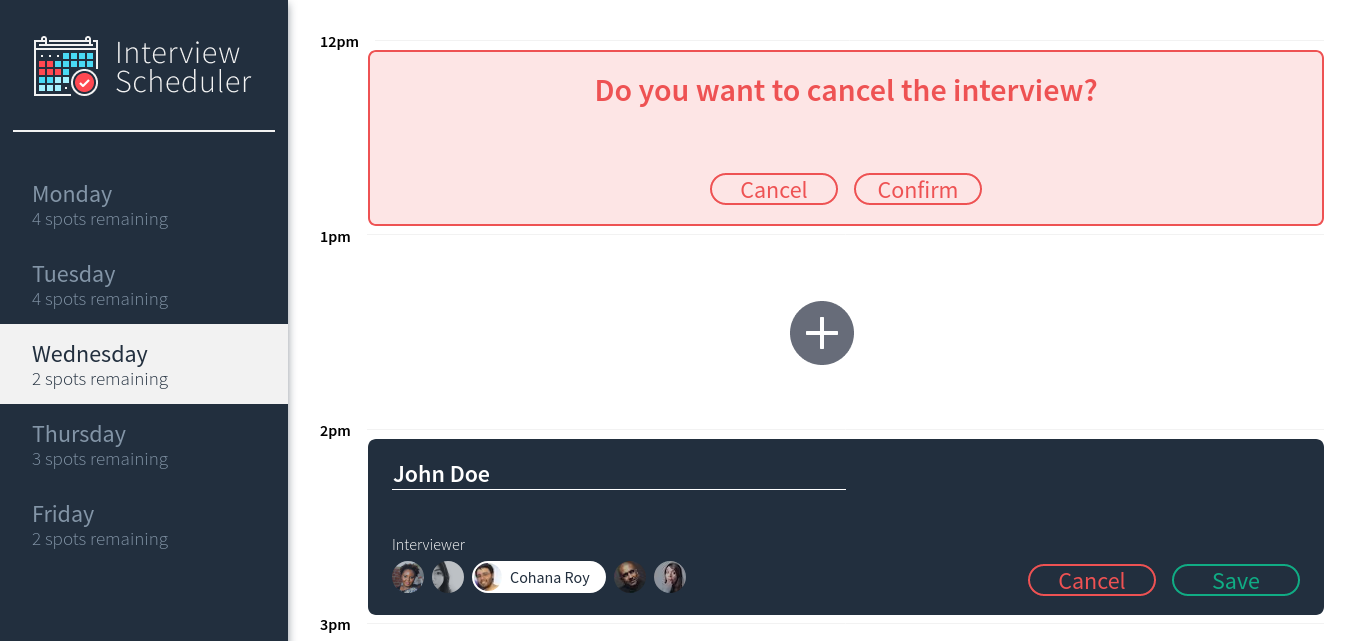 Interview
Scheduler
Monday
4 spots remaining
Tuesday
4 spots remaining
Wednesday
2 spots remaining
Thursday
3 spots remaining
Friday
2 spots remaining
12pm
Do you want to cancel the interview?
Cancel Confirm
1pm
2pm
John Doe
Interviewer
Cohana Roy
Cancel Save
3pm